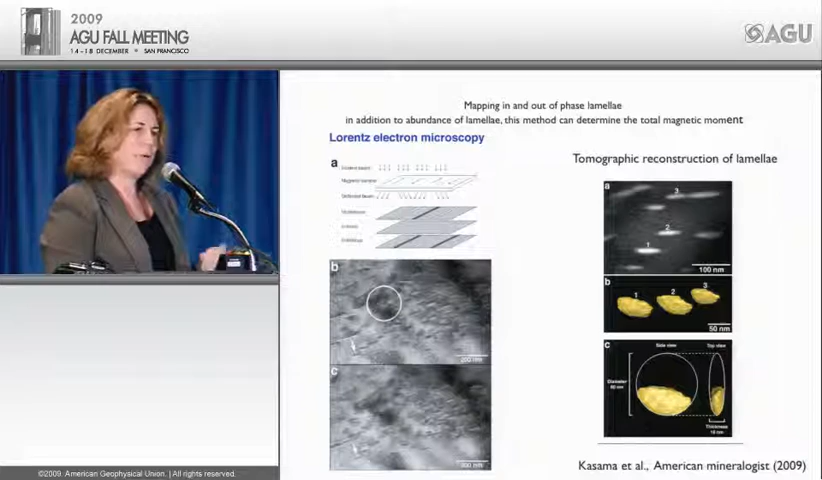 2009
AGU FALL MEETING
14-18 DECEMBER • SAN FRANCISCO
AGU
Mapping in and out of phase lamellae
in addition to abundance of lamellae, this method can determine the total magnetic moment
Lorentz electron microscopy
a
b
c
Tomographic reconstruction of lamellae
a
3
2
1
100 nm
b
1
2
3
50 nm
c
Side view
Top view
Diameter
Thickness
Kasama et al., American mineralogist (2009)
©2009. American Geophysical Union. | All rights reserved.